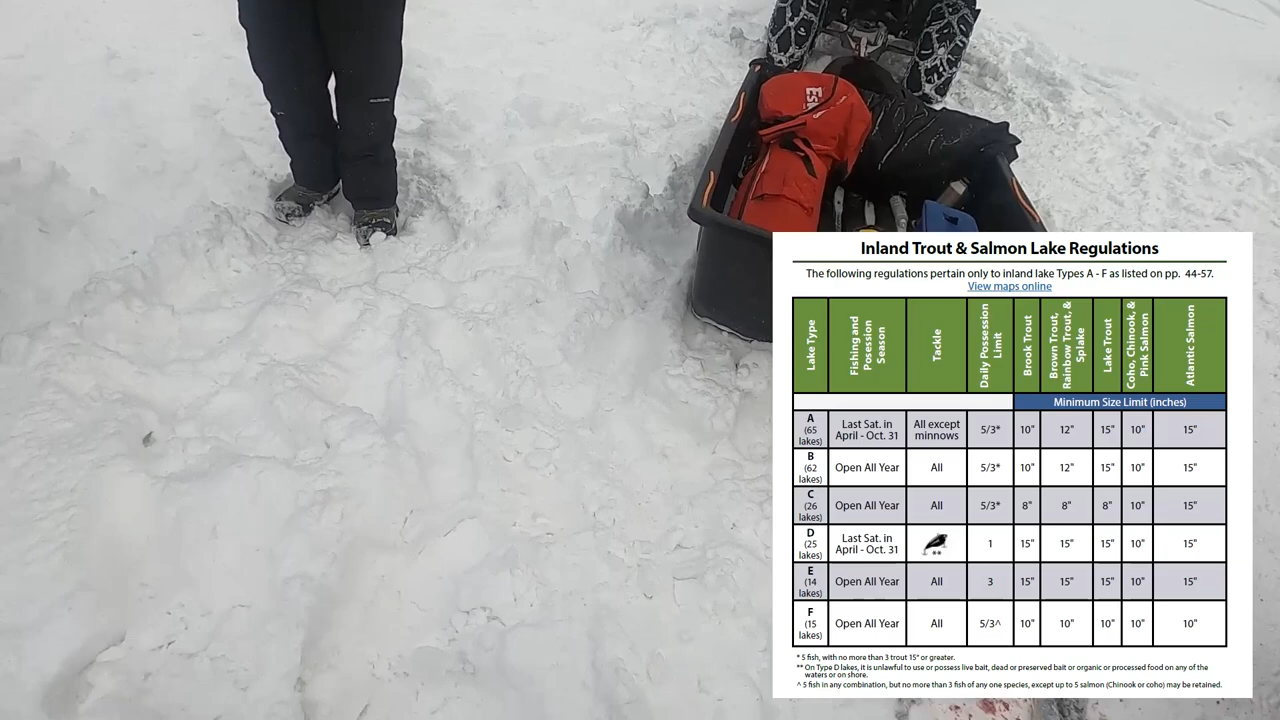 Es
Inland Trout & Salmon Lake Regulations
The following regulations pertain only to inland lake Types A - F as listed on pp. 44-57.
View maps online
Lake Type
Fishing and
Posession
Season
Tackle
Daily Possession
Limit
Brook Trout
Brown Trout,
Rainbow Trout, &
Splake
Lake Trout
Coho, Chinook, &
Pink Salmon
Atlantic Salmon
Minimum Size Limit (inches)
A
(65
lakes)
Last Sat. in
April - Oct. 31
All except
minnows
5/3*
10"
12"
15"
10"
15"
B
(62
lakes)
Open All Year
All
5/3*
10"
12"
15"
10"
15"
C
(26
lakes)
Open All Year
All
5/3*
8"
8"
8"
10"
15"
D
(25
lakes)
Last Sat. in
April - Oct. 31
**
1
15"
15"
15"
10"
15"
E
(14
lakes)
Open All Year
All
3
15"
15"
15"
10"
15"
F
(15
lakes)
Open All Year
All
5/3^
10"
10"
10"
10"
10"
* 5 fish, with no more than 3 trout 15" or greater.
** On Type D lakes, it is unlawful to use or possess live bait, dead or preserved bait or organic or processed food on any of the
waters or on shore.
^ 5 fish in any combination, but no more than 3 fish of any one species, except up to 5 salmon (Chinook or coho) may be retained.